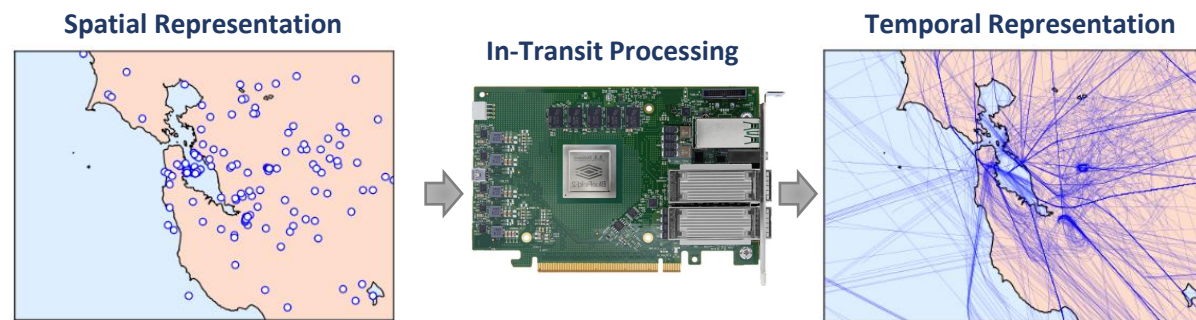 Spatial Representation
In-Transit Processing
Temporal Representation